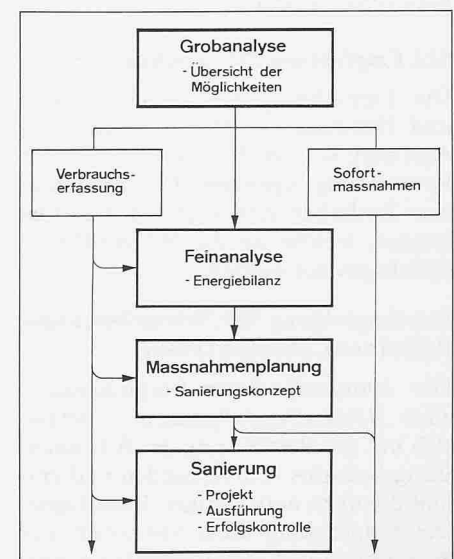 Grobanalyse
- Übersicht der
Möglichkeiten
Verbrauchs-
erfassung
Sofort-
massnahmen
Feinanalyse
- Energiebilanz
Massnahmenplanung
- Sanierungskonzept
Sanierung
- Projekt
- Ausführung
- Erfolgskontrolle